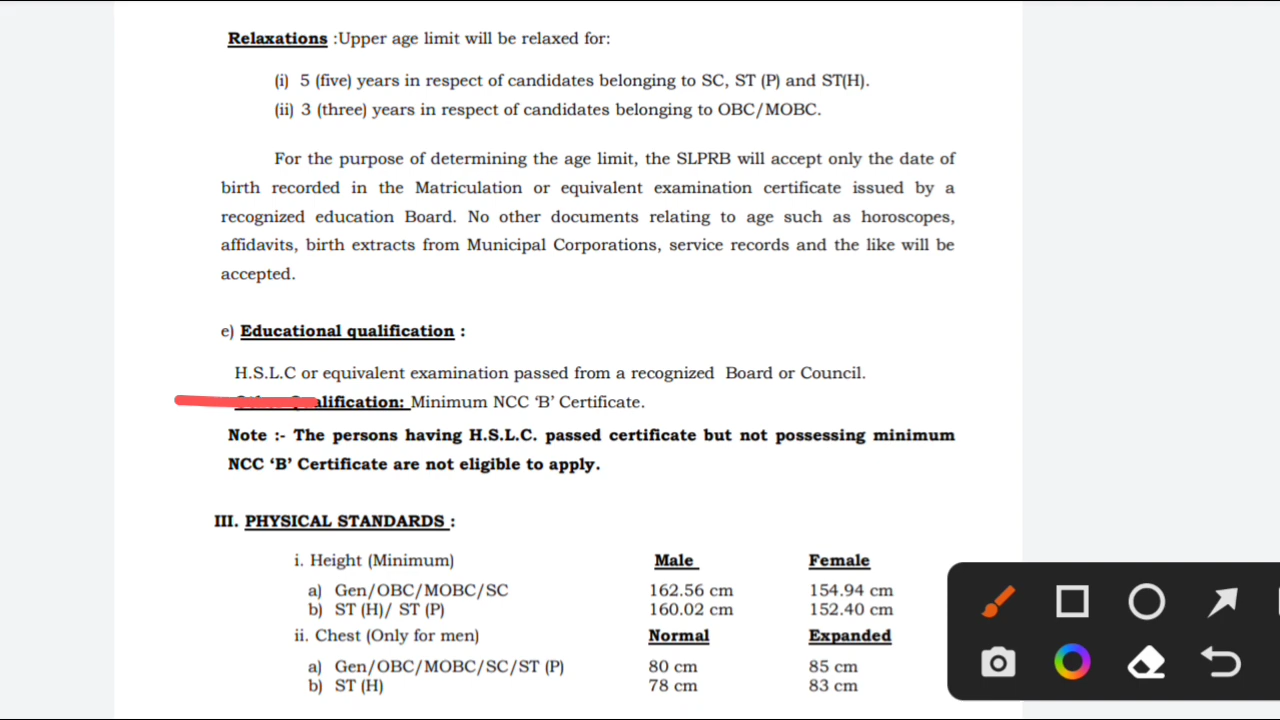 Relaxations :Upper age limit will be relaxed for:
(i) 5 (five) years in respect of candidates belonging to SC, ST (P) and ST(H).
(ii) 3 (three) years in respect of candidates belonging to OBC/MOBC.
For the purpose of determining the age limit, the SLPRB will accept only the date of
birth recorded in the Matriculation or equivalent examination certificate issued by a
recognized education Board. No other documents relating to age such as horoscopes,
affidavits, birth extracts from Municipal Corporations, service records and the like will be
accepted.
e) Educational qualification :
H.S.L.C or equivalent examination passed from a recognized Board or Council.
Other Qualification: Minimum NCC ‘B’ Certificate.
Note :- The persons having H.S.L.C. passed certificate but not possessing minimum
NCC ‘B’ Certificate are not eligible to apply.
III. PHYSICAL STANDARDS :
i. Height (Minimum) Male Female
a) Gen/OBC/MOBC/SC 162.56 cm 154.94 cm
b) ST (H)/ ST (P) 160.02 cm 152.40 cm
ii. Chest (Only for men) Normal Expanded
a) Gen/OBC/MOBC/SC/ST (P) 80 cm 85 cm
b) ST (H) 78 cm 83 cm